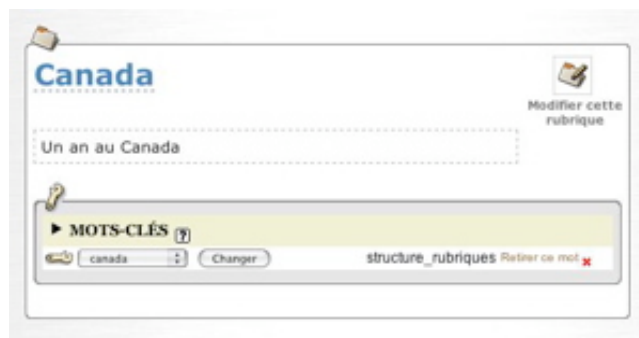 Canada
Modifier cette
rubrique
Un an au Canada
MOTS-CLÉS ?
canada Changer structure_rubriques Retirer ce mot